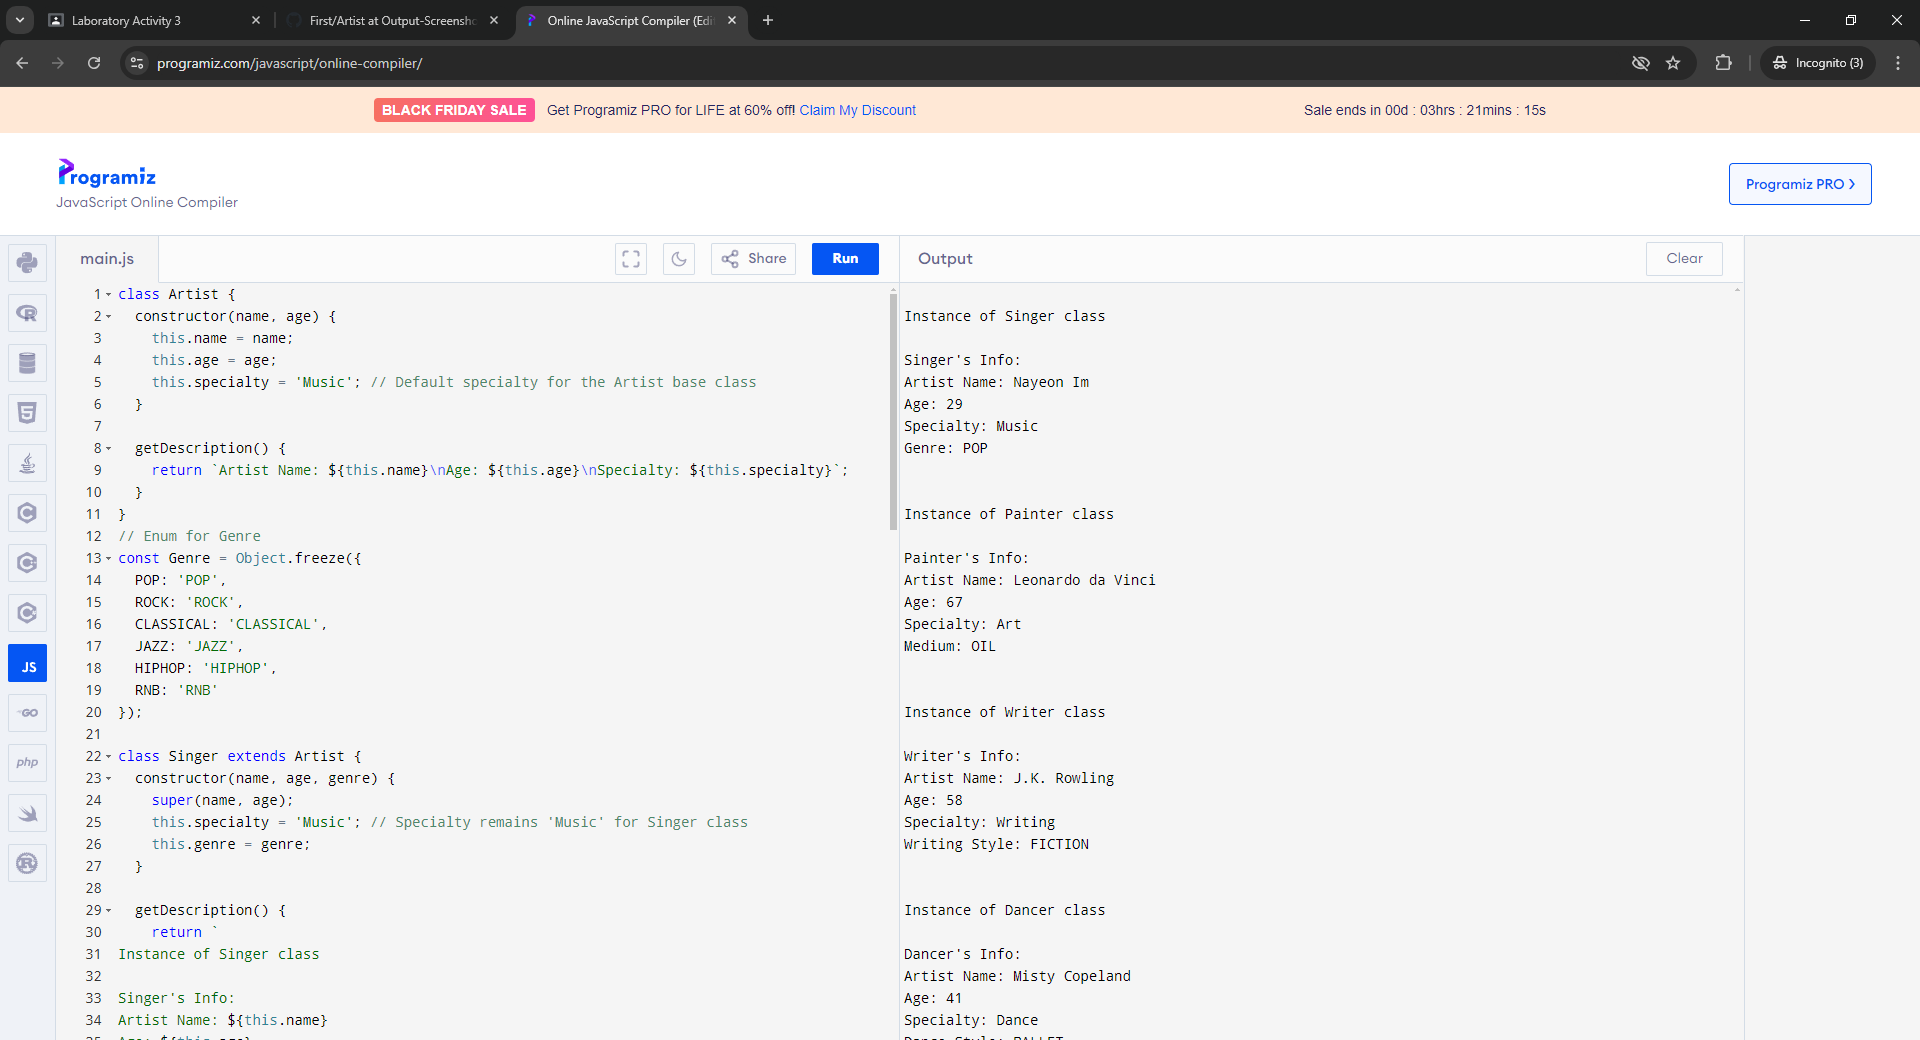 Laboratory Activity 3
First/Artist at Output-Screensho
Online JavaScript Compiler (Edi
programiz.com/javascript/online-compiler/
Incognito (3)
BLACK FRIDAY SALE Get Programiz PRO for LIFE at 60% off! Claim My Discount
Sale ends in 00d : 03hrs : 21mins : 15s
Programiz
JavaScript Online Compiler
Programiz PRO ❯
main.js
Share
Run
Output
Clear
JS
GO
php
1 class Artist {
2 constructor(name, age) {
3 this.name = name;
4 this.age = age;
5 this.specialty = 'Music'; // Default specialty for the Artist base class
6 }
7
8 getDescription() {
9 return `Artist Name: ${this.name}\nAge: ${this.age}\nSpecialty: ${this.specialty}`;
10 }
11 }
12 // Enum for Genre
13 const Genre = Object.freeze({
14 POP: 'POP',
15 ROCK: 'ROCK',
16 CLASSICAL: 'CLASSICAL',
17 JAZZ: 'JAZZ',
18 HIPHOP: 'HIPHOP',
19 RNB: 'RNB'
20 });
21
22 class Singer extends Artist {
23 constructor(name, age, genre) {
24 super(name, age);
25 this.specialty = 'Music'; // Specialty remains 'Music' for Singer class
26 this.genre = genre;
27 }
28
29 getDescription() {
30 return `
31 Instance of Singer class
32
33 Singer's Info:
34 Artist Name: ${this.name}
35 Age: ${this.age}
Instance of Singer class
Singer's Info:
Artist Name: Nayeon Im
Age: 29
Specialty: Music
Genre: POP
Instance of Painter class
Painter's Info:
Artist Name: Leonardo da Vinci
Age: 67
Specialty: Art
Medium: OIL
Instance of Writer class
Writer's Info:
Artist Name: J.K. Rowling
Age: 58
Specialty: Writing
Writing Style: FICTION
Instance of Dancer class
Dancer's Info:
Artist Name: Misty Copeland
Age: 41
Specialty: Dance
Dance Style: BALLET